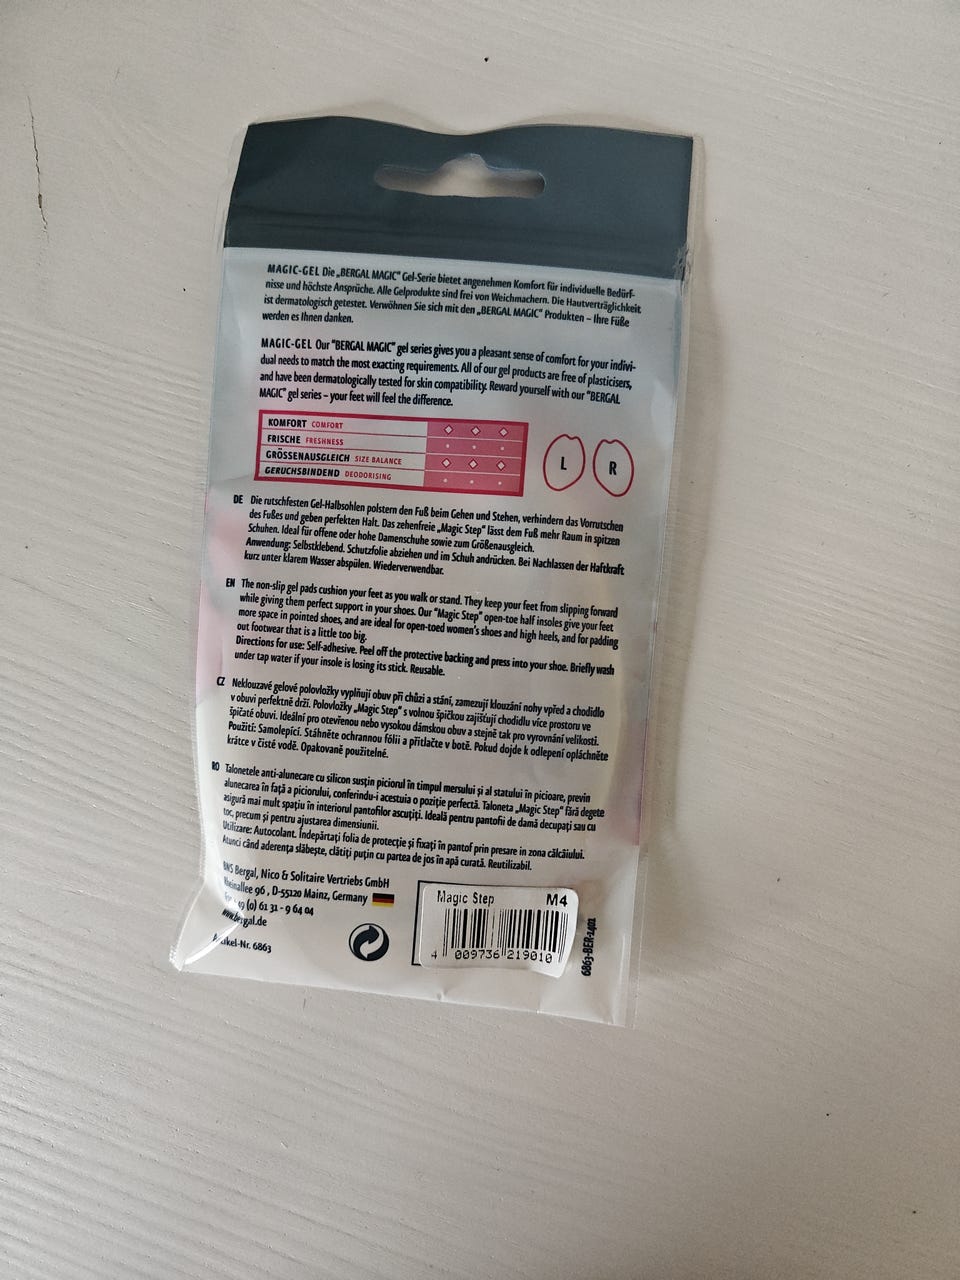 MAGIC-GEL Die „BERGAL MAGIC“ Gel-Serie bietet angenehmen Komfort für individuelle Bedürf-
nisse und höchste Ansprüche. Alle Gelprodukte sind frei von Weichmachern. Die Hautverträglichkeit
ist dermatologisch getestet. Verwöhnen Sie sich mit den „BERGAL MAGIC“ Produkten – Ihre Füße
werden es Ihnen danken.
MAGIC-GEL Our "BERGAL MAGIC" gel series gives you a pleasant sense of comfort for your indivi-
dual needs to match the most exacting requirements. All of our gel products are free of plasticisers,
and have been dermatologically tested for skin compatibility. Reward yourself with our "BERGAL
MAGIC" gel series – your feet will feel the difference.
KOMFORT COMFORT
FRISCHE FRESHNESS
GRÖSSENAUSGLEICH SIZE BALANCE
GERUCHSBINDEND DEODORISING
L R
DE Die rutschfesten Gel-Halbsohlen polstern den Fuß beim Gehen und Stehen, verhindern das Vorrutschen
des Fußes und geben perfekten Halt. Das zehenfreie „Magic Step“ lässt dem Fuß mehr Raum in spitzen
Schuhen. Ideal für offene oder hohe Damenschuhe sowie zum Größenausgleich.
Anwendung: Selbstklebend. Schutzfolie abziehen und im Schuh andrücken. Bei Nachlassen der Haftkraft
kurz unter klarem Wasser abspülen. Wiederverwendbar.
EN The non-slip gel pads cushion your feet as you walk or stand. They keep your feet from slipping forward
while giving them perfect support in your shoes. Our "Magic Step" open-toe half insoles give your feet
more space in pointed shoes, and are ideal for open-toed women's shoes and high heels, and for padding
out footwear that is a little too big.
Directions for use: Self-adhesive. Peel off the protective backing and press into your shoe. Briefly wash
under tap water if your insole is losing its stick. Reusable.
CZ Neklouzavé gelové polovložky vyplňují obuv při chůzi a stání, zamezují klouzání nohy vpřed a chodidlo
v obuvi perfektně drží. Polovložky „Magic Step“ s volnou špičkou zajišťují chodidlu více prostoru ve
špičaté obuvi. Ideální pro otevřenou nebo vysokou dámskou obuv a stejně tak pro vyrovnání velikosti.
Použití: Samolepící. Stáhněte ochrannou fólii a přitlačte v botě. Pokud dojde k odlepení opláchněte
krátce v čisté vodě. Opakovaně použitelné.
RO Talonetele anti-alunecare cu silicon susțin piciorul în timpul mersului și al statului în picioare, previn
alunecarea în față a piciorului, conferindu-i acestuia o poziție perfectă. Taloneta „Magic Step“ fără degete
asigură mai mult spațiu în interiorul pantofilor ascuțiți. Ideală pentru pantofii de damă decupați sau cu
toc, precum și pentru ajustarea dimensiunii.
Utilizare: Autocolant. Îndepărtați folia de protecție și fixați în pantof prin presare in zona călcâiului.
Atunci când aderența slăbește, clătiți puțin cu partea de jos în apă curată. Reutilizabil.
BNS Bergal, Nico & Solitaire Vertriebs GmbH
Rheinallee 96 , D-55120 Mainz, Germany
+49 (0) 61 31 - 9 64 04
www.bergal.de
Artikel-Nr. 6863
Magic Step M4
4 009736 219010
6863-BER-1401